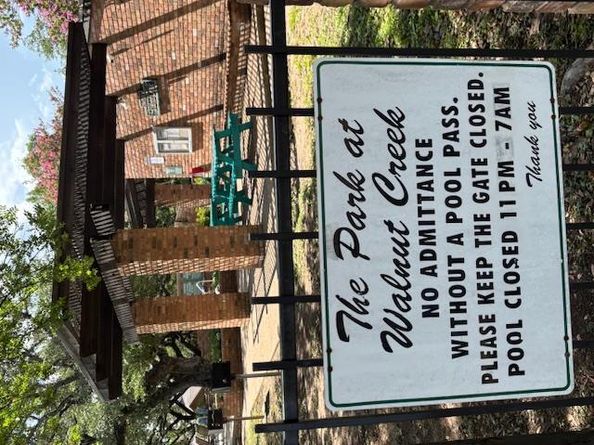 The Park at
Walnut Creek
NO ADMITTANCE
WITHOUT A POOL PASS.
PLEASE KEEP THE GATE CLOSED.
POOL CLOSED 11 PM - 7AM
Thank you